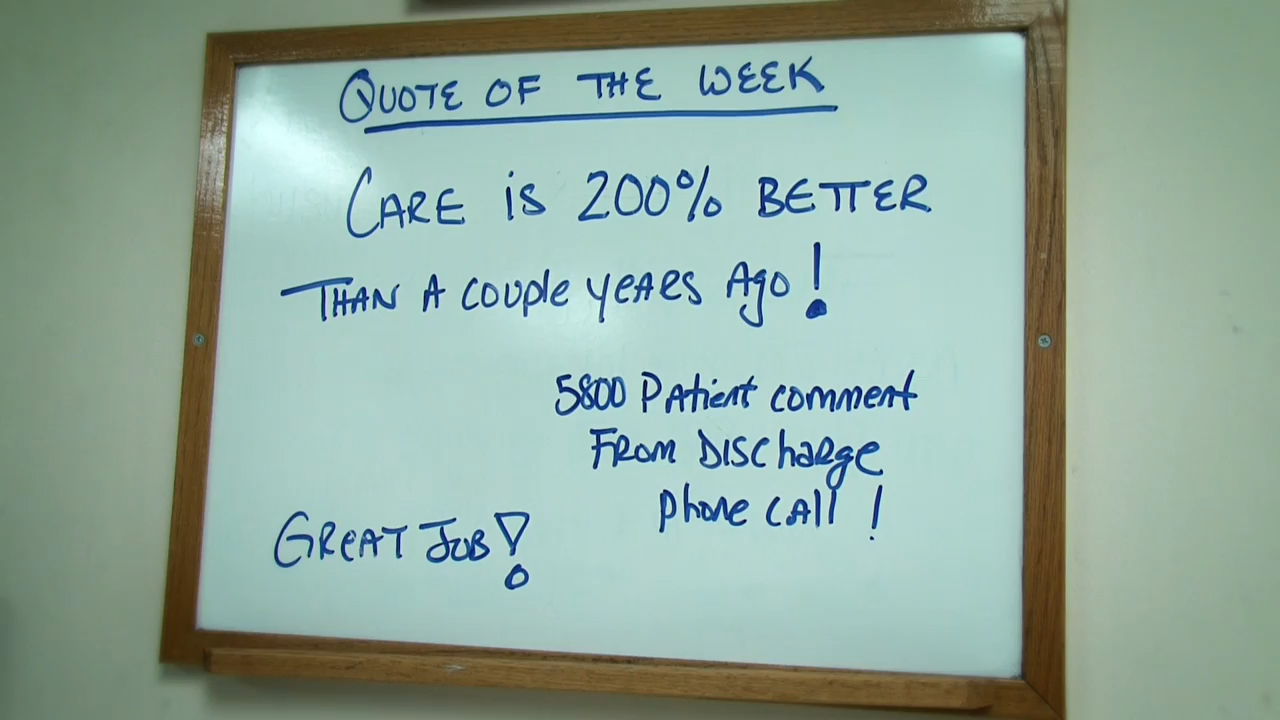 QUOTE OF THE WEEK
CARE is 200% BETTER
THAN A couple years Ago!
5800 Patient comment
From Discharge
phone call!
GREAT JOB!